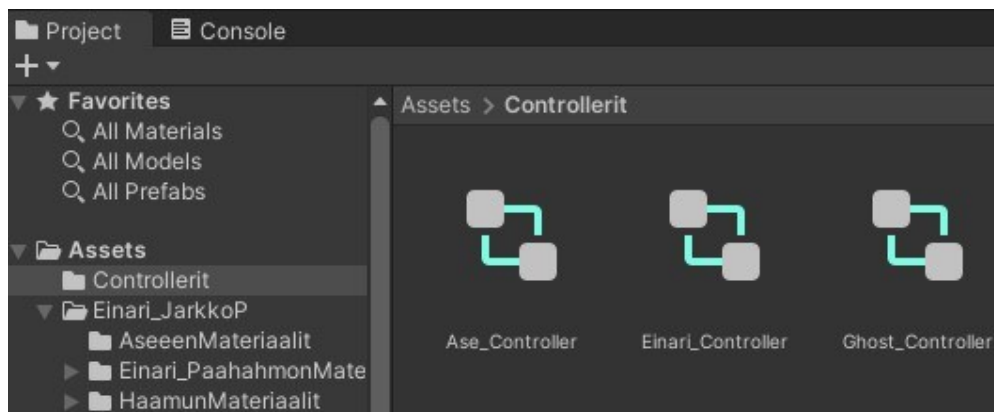 Project
Console
Favorites
All Materials
All Models
All Prefabs
Assets
Controllerit
Einari_JarkkoP
AseeenMateriaalit
Einari_PaahahmonMate
HaamunMateriaalit
Assets > Controllerit
Ase_Controller
Einari_Controller
Ghost_Controller